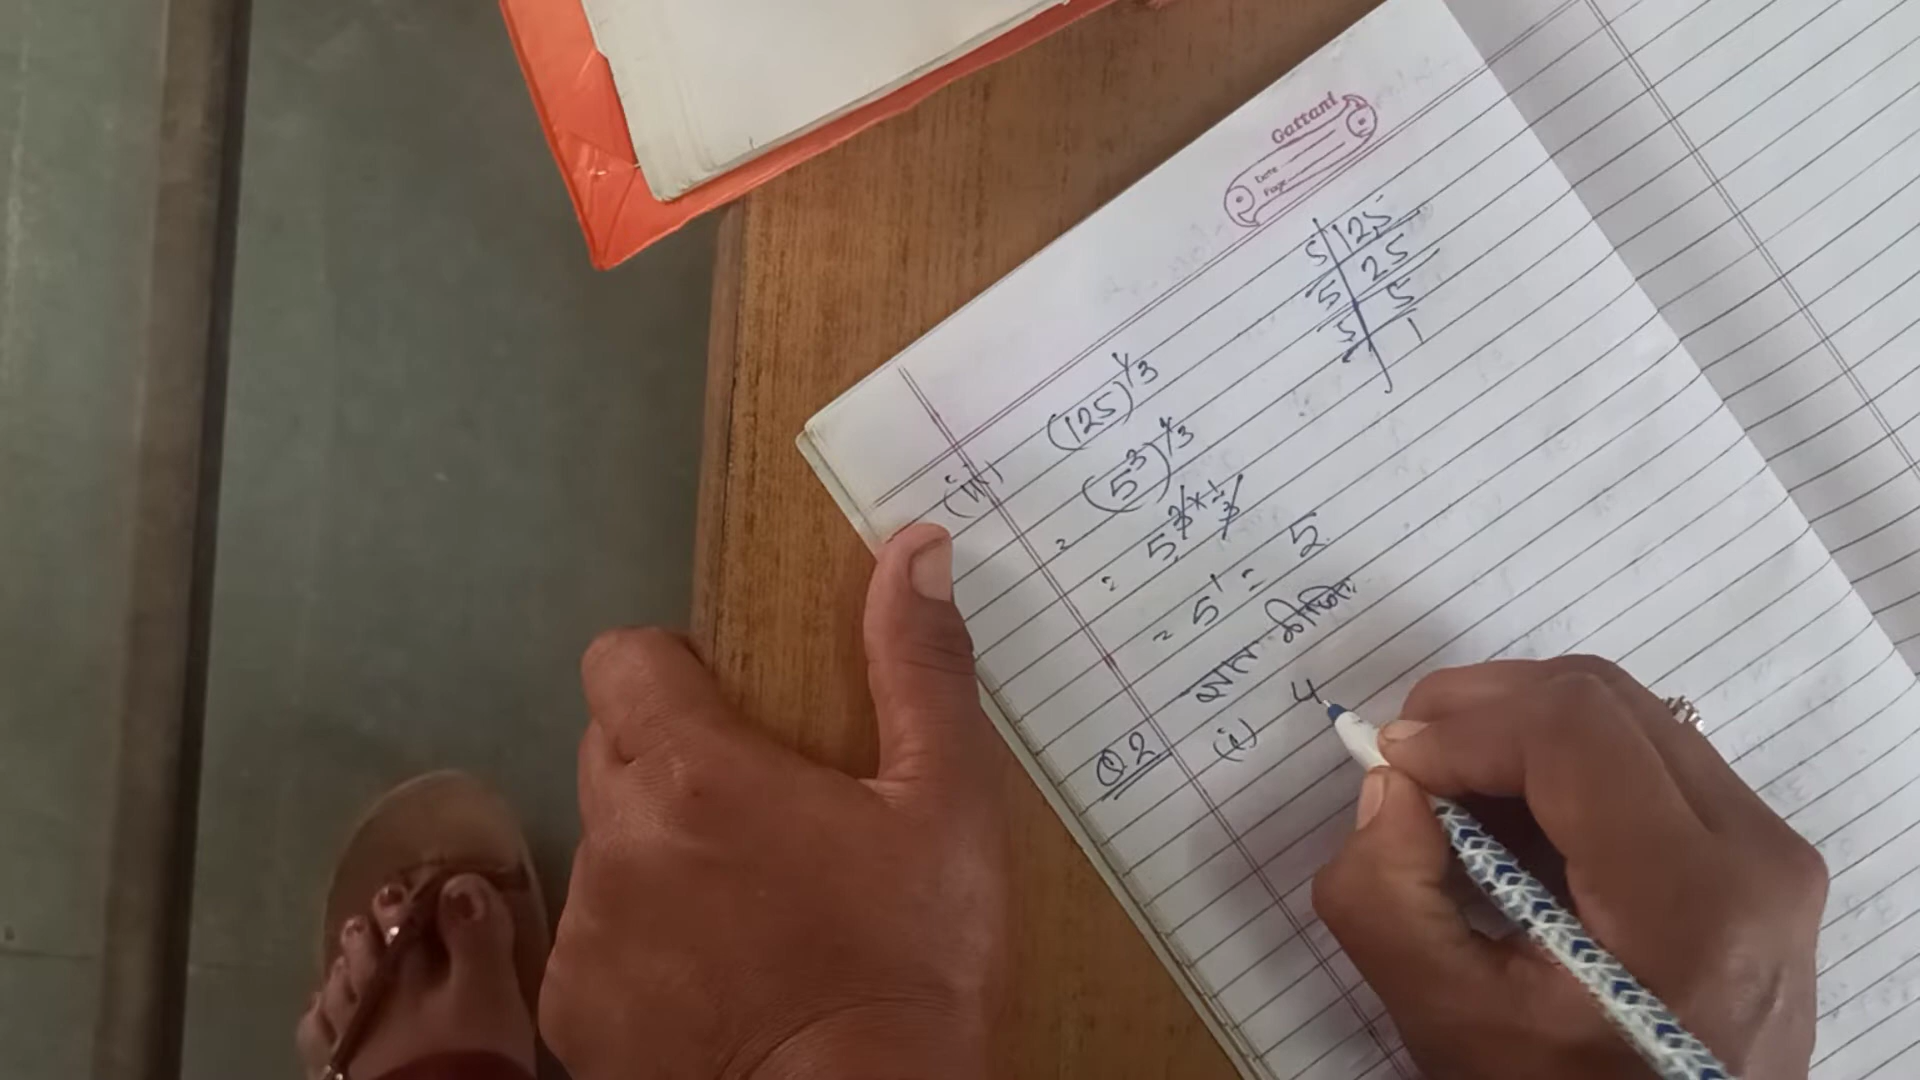 Gattani
Date
Page
5 | 125
5 | 25
5 | 5
1
(iii) (125)^1/3
= (5^3)^1/3
= 5^3×1/3
= 5^1 = 5.
Q2 ज्ञात कीजिए
(i) 4